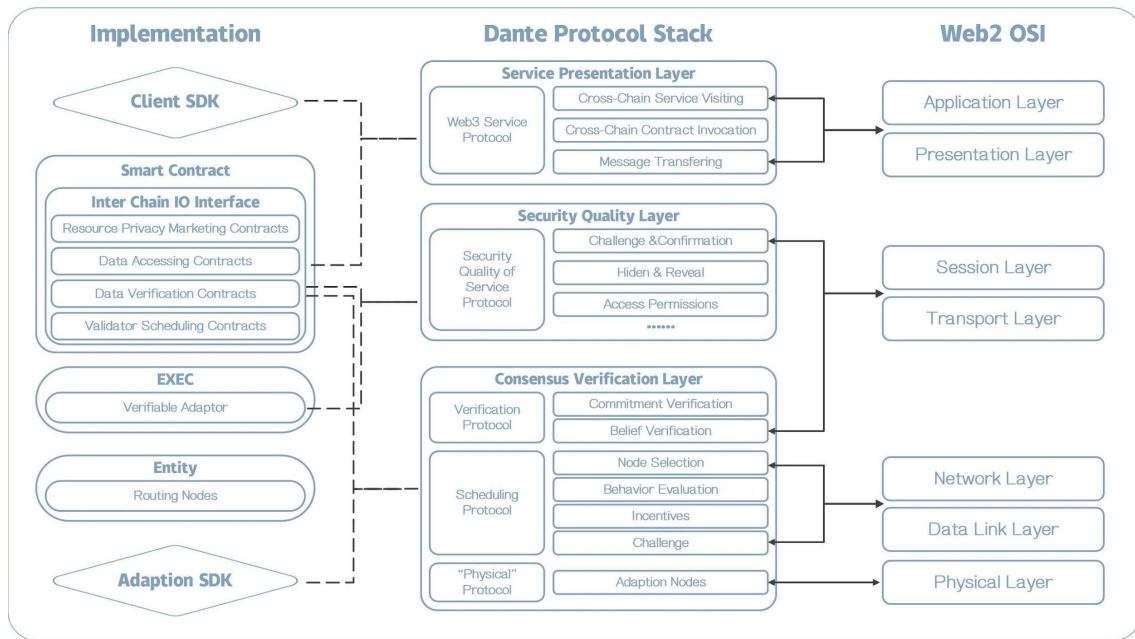 Implementation
Client SDK
Smart Contract
Inter Chain IO Interface
Resource Privacy Marketing Contracts
Data Accessing Contracts
Data Verification Contracts
Validator Scheduling Contracts
EXEC
Verifiable Adaptor
Entity
Routing Nodes
Adaption SDK
Dante Protocol Stack
Service Presentation Layer
Web3 Service
Protocol
Cross-Chain Service Visiting
Cross-Chain Contract Invocation
Message Transfering
Security Quality Layer
Security
Quality of
Service
Protocol
Challenge &Confirmation
Hiden & Reveal
Access Permissions
......
Consensus Verification Layer
Verification
Protocol
Commitment Verification
Belief Verification
Scheduling
Protocol
Node Selection
Behavior Evaluation
Incentives
Challenge
"Physical"
Protocol
Adaption Nodes
Web2 OSI
Application Layer
Presentation Layer
Session Layer
Transport Layer
Network Layer
Data Link Layer
Physical Layer